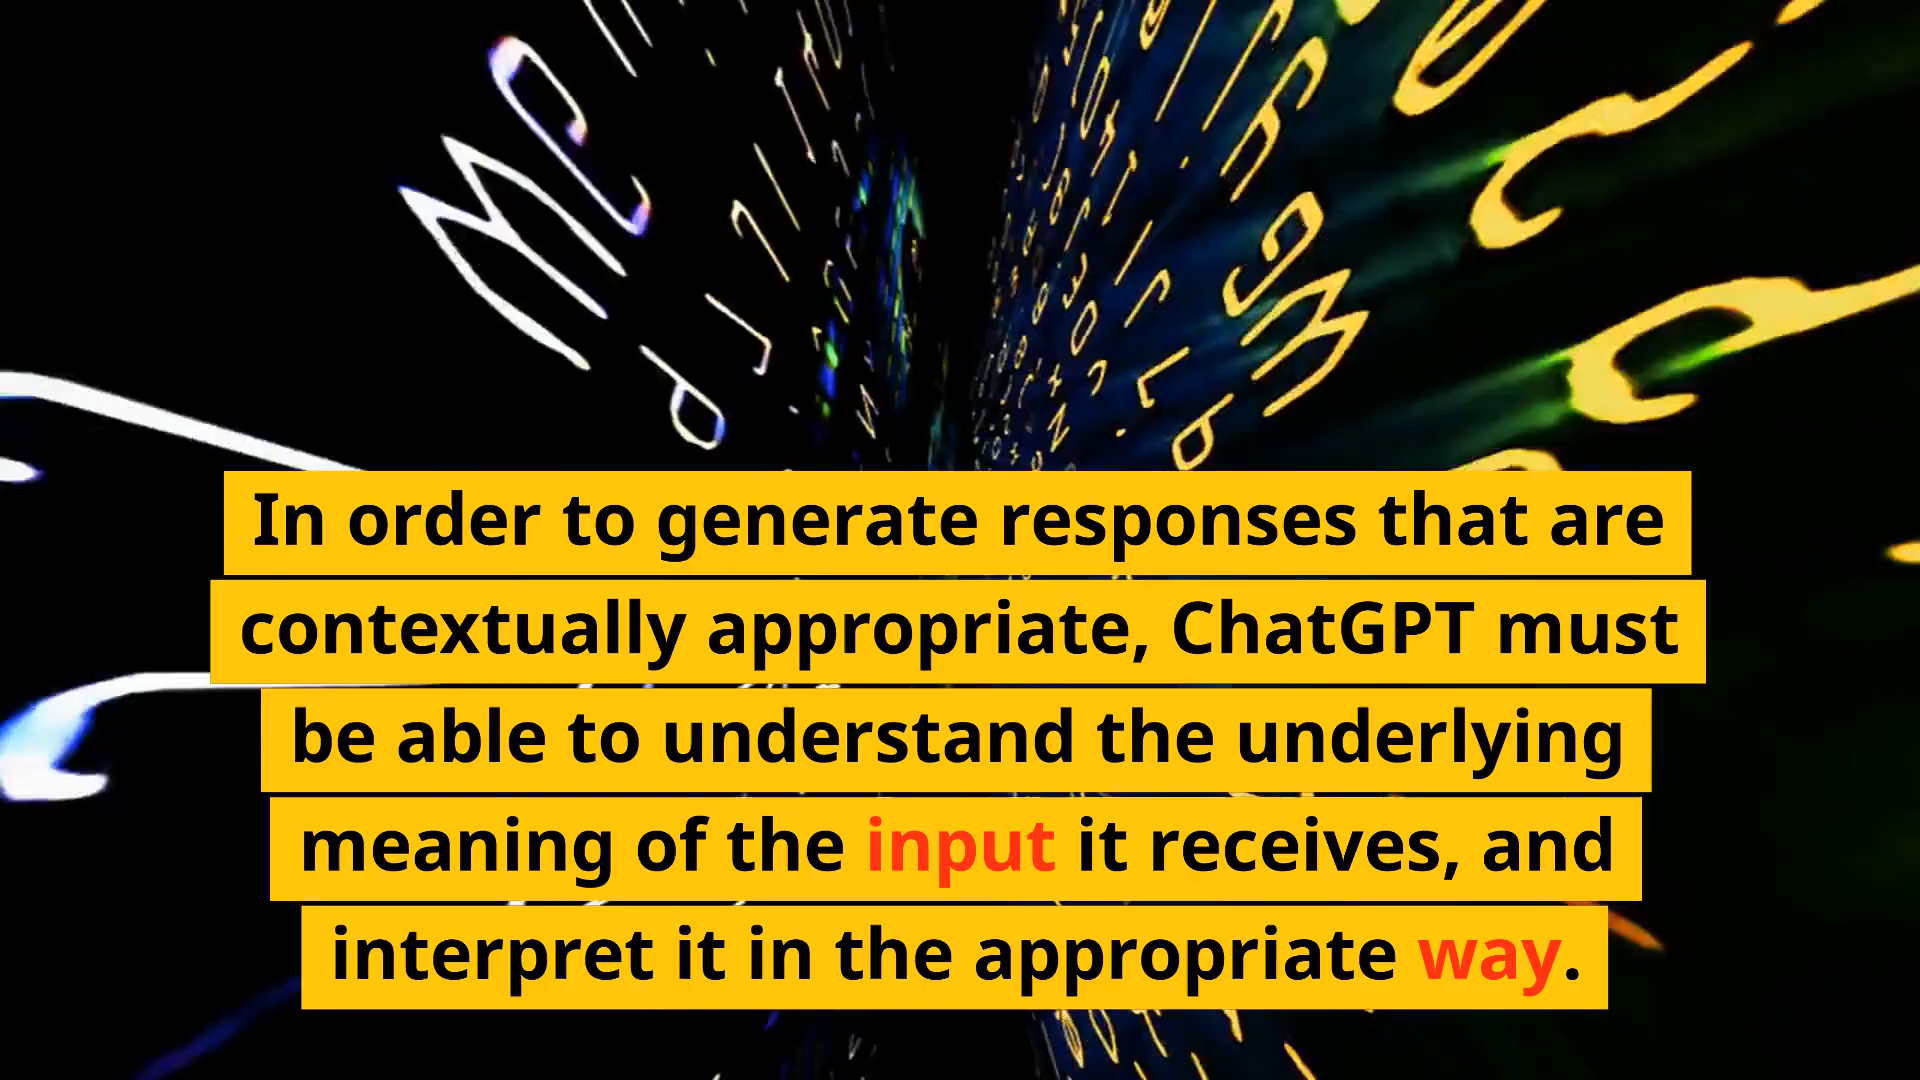 In order to generate responses that are
contextually appropriate, ChatGPT must
be able to understand the underlying
meaning of the input it receives, and
interpret it in the appropriate way.